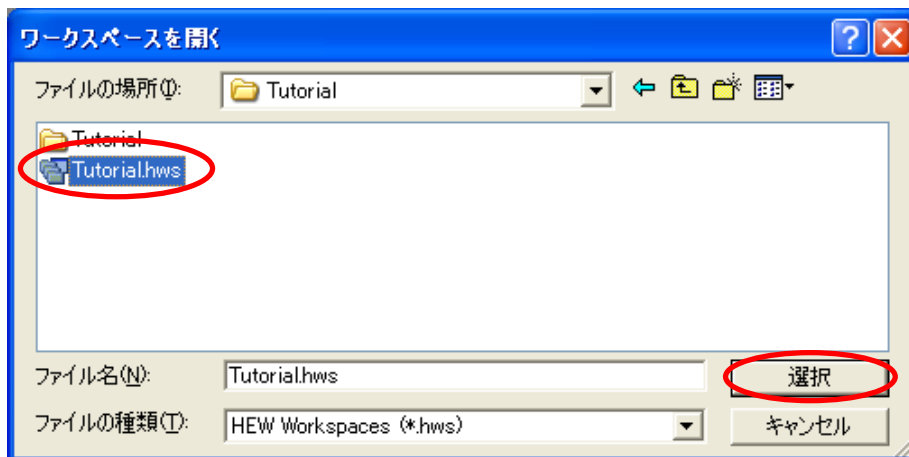 ワークスペースを開く
ファイルの場所(I):
Tutorial
Tutorial
Tutorial.hws
ファイル名(N):
Tutorial.hws
選択
ファイルの種類(T):
HEW Workspaces (*.hws)
キャンセル